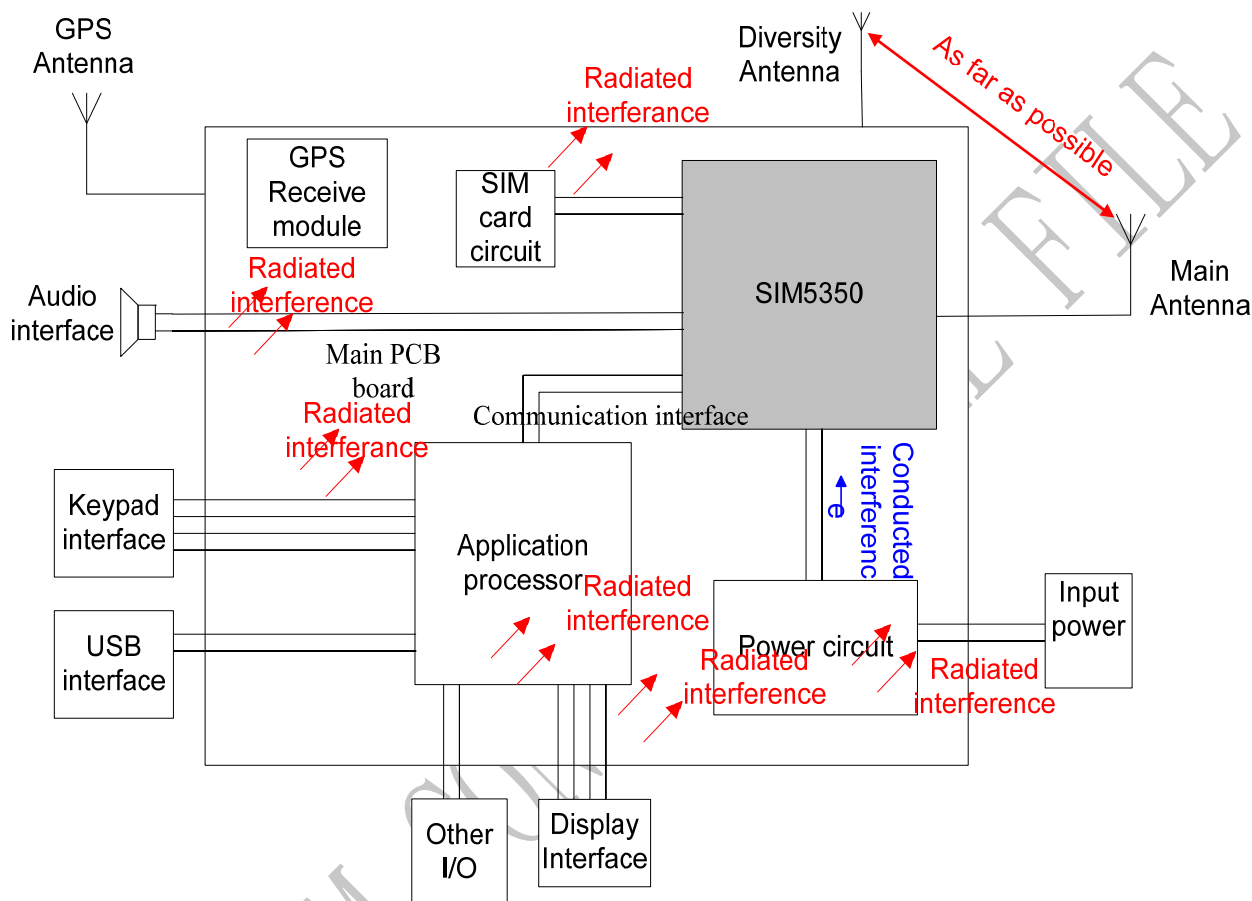 GPS
Antenna
Diversity
Antenna
As far as possible
Radiated
interferance
GPS
Receive
module
SIM
card
circuit
SIM5350
Main
Antenna
Audio
interface
Radiated
interference
Main PCB
board
Communication interface
Radiated
interferance
Keypad
interface
Application
processor
Conducted
interferenc
e
Radiated
interference
USB
interface
Power circuit
Input
power
Radiated
interference
Radiated
interference
Other
I/O
Display
Interface
FILE